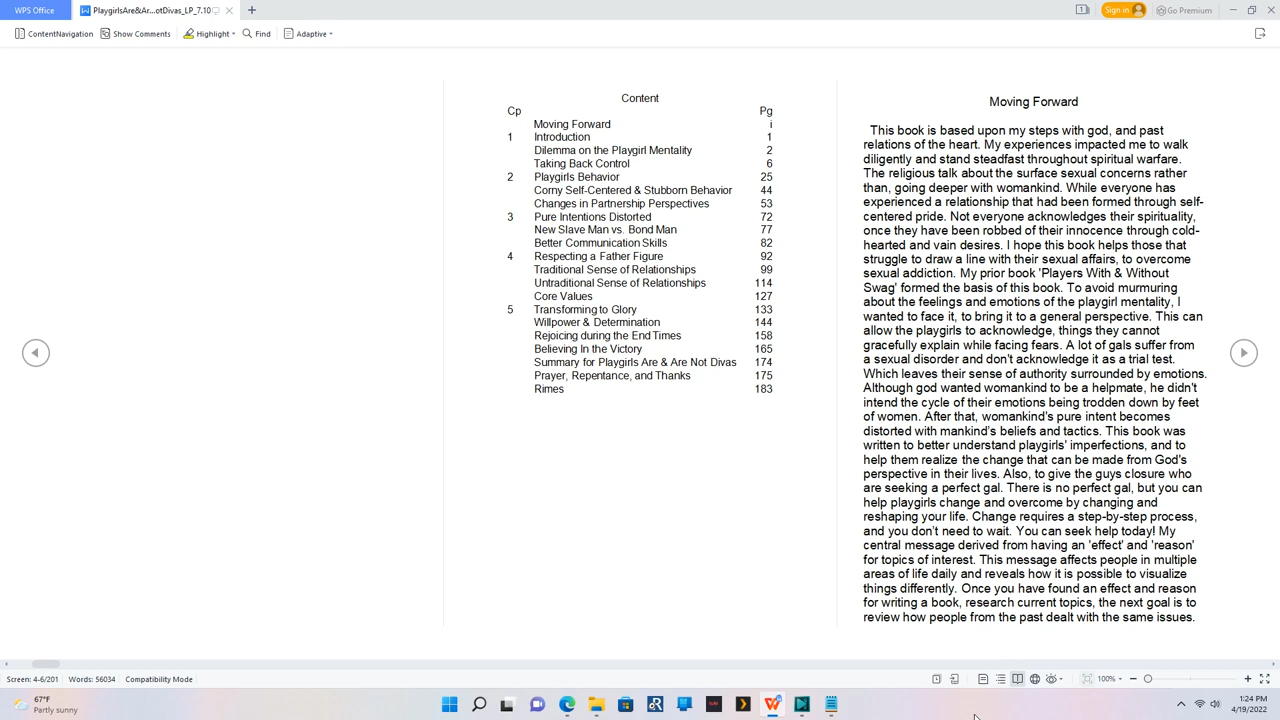 WPS Office
PlaygirlsAre&Ar...otDivas_LP_7.10
Sign in
Go Premium
ContentNavigation
Show Comments
Highlight
Find
Adaptive
Content
Cp Pg
Moving Forward i
1 Introduction 1
Dilemma on the Playgirl Mentality 2
Taking Back Control 6
2 Playgirls Behavior 25
Corny Self-Centered & Stubborn Behavior 44
Changes in Partnership Perspectives 53
3 Pure Intentions Distorted 72
New Slave Man vs. Bond Man 77
Better Communication Skills 82
4 Respecting a Father Figure 92
Traditional Sense of Relationships 99
Untraditional Sense of Relationships 114
Core Values 127
5 Transforming to Glory 133
Willpower & Determination 144
Rejoicing during the End Times 158
Believing In the Victory 165
Summary for Playgirls Are & Are Not Divas 174
Prayer, Repentance, and Thanks 175
Rimes 183
Moving Forward
This book is based upon my steps with god, and past
relations of the heart. My experiences impacted me to walk
diligently and stand steadfast throughout spiritual warfare.
The religious talk about the surface sexual concerns rather
than, going deeper with womankind. While everyone has
experienced a relationship that had been formed through self-
centered pride. Not everyone acknowledges their spirituality,
once they have been robbed of their innocence through cold-
hearted and vain desires. I hope this book helps those that
struggle to draw a line with their sexual affairs, to overcome
sexual addiction. My prior book 'Players With & Without
Swag' formed the basis of this book. To avoid murmuring
about the feelings and emotions of the playgirl mentality, I
wanted to face it, to bring it to a general perspective. This can
allow the playgirls to acknowledge, things they cannot
gracefully explain while facing fears. A lot of gals suffer from
a sexual disorder and don't acknowledge it as a trial test.
Which leaves their sense of authority surrounded by emotions.
Although god wanted womankind to be a helpmate, he didn't
intend the cycle of their emotions being trodden down by feet
of women. After that, womankind's pure intent becomes
distorted with mankind's beliefs and tactics. This book was
written to better understand playgirls' imperfections, and to
help them realize the change that can be made from God's
perspective in their lives. Also, to give the guys closure who
are seeking a perfect gal. There is no perfect gal, but you can
help playgirls change and overcome by changing and
reshaping your life. Change requires a step-by-step process,
and you don't need to wait. You can seek help today! My
central message derived from having an 'effect' and 'reason'
for topics of interest. This message affects people in multiple
areas of life daily and reveals how it is possible to visualize
things differently. Once you have found an effect and reason
for writing a book, research current topics, the next goal is to
review how people from the past dealt with the same issues.
Screen: 4-6/201
Words: 56034
Compatibility Mode
100%
67°F
Partly sunny
1:24 PM
4/19/2022